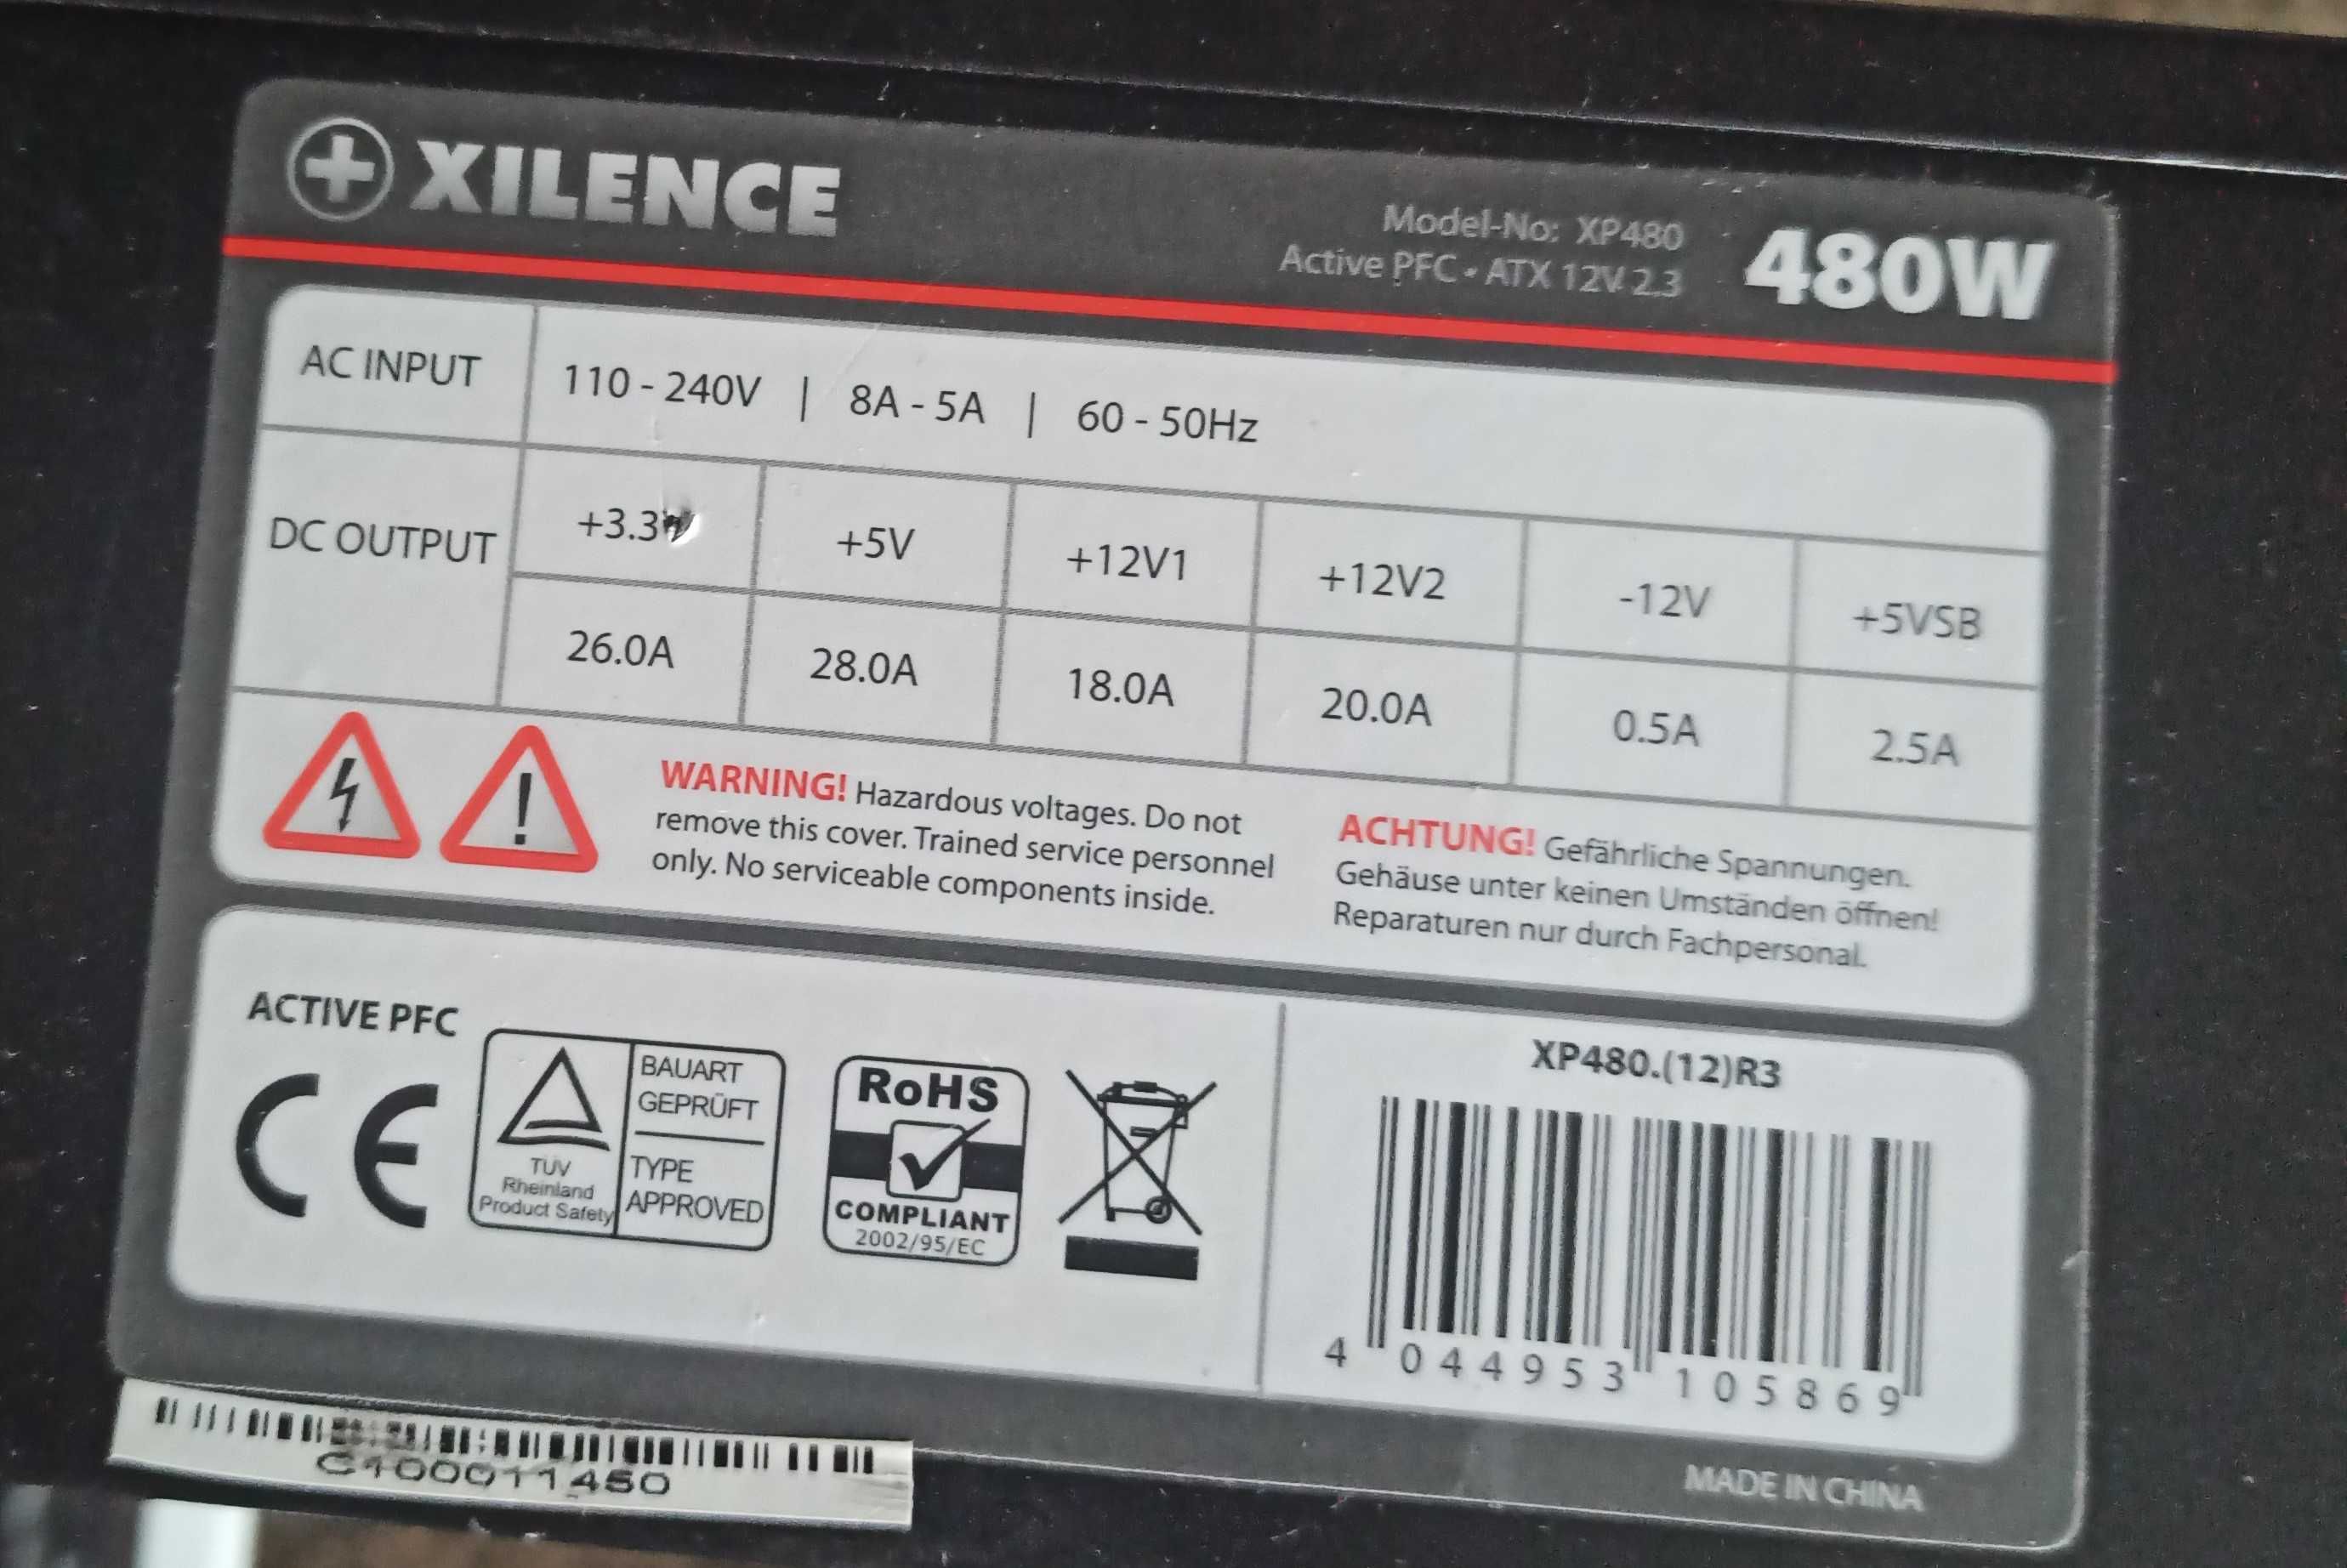 XILENCE
Model-No: XP480
Active PFC • ATX 12V 2.3
480W
AC INPUT 110 - 240V | 8A - 5A | 60 - 50Hz
DC OUTPUT +3.3V +5V +12V1 +12V2 -12V +5VSB
26.0A 28.0A 18.0A 20.0A 0.5A 2.5A
WARNING! Hazardous voltages. Do not
remove this cover. Trained service personnel
only. No serviceable components inside.
ACHTUNG! Gefährliche Spannungen.
Gehäuse unter keinen Umständen öffnen!
Reparaturen nur durch Fachpersonal.
ACTIVE PFC
CE
TÜV
Rheinland
Product Safety
BAUART
GEPRÜFT
TYPE
APPROVED
RoHS
COMPLIANT
2002/95/EC
XP480.(12)R3
4 044953 105869
MADE IN CHINA
C100011450